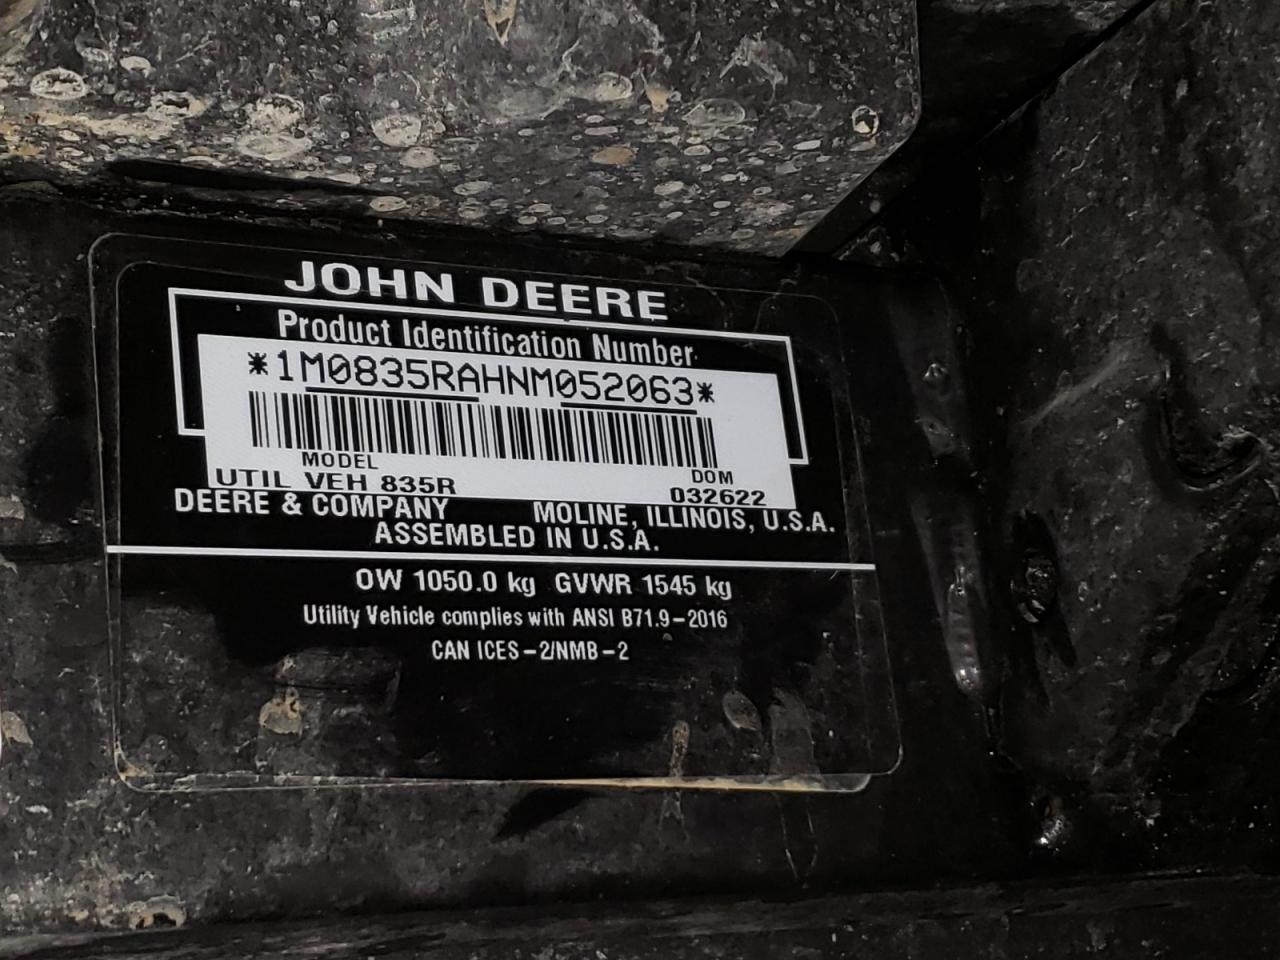 JOHN DEERE
Product Identification Number
*1M0835RAHNM052063*
MODEL DOM
UTIL VEH 835R 032622
DEERE & COMPANY MOLINE, ILLINOIS, U.S.A.
ASSEMBLED IN U.S.A.
OW 1050.0 kg GVWR 1545 kg
Utility Vehicle complies with ANSI B71.9-2016
CAN ICES-2/NMB-2